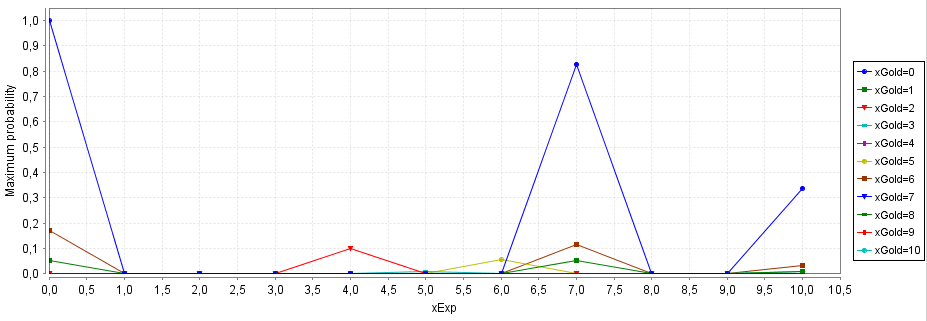 1,0
0,9
0,8
0,7
0,6
0,5
0,4
0,3
0,2
0,1
0,0
Maximum probability
0,0 0,5 1,0 1,5 2,0 2,5 3,0 3,5 4,0 4,5 5,0 5,5 6,0 6,5 7,0 7,5 8,0 8,5 9,0 9,5 10,0 10,5
xExp
xGold=0
xGold=1
xGold=2
xGold=3
xGold=4
xGold=5
xGold=6
xGold=7
xGold=8
xGold=9
xGold=10